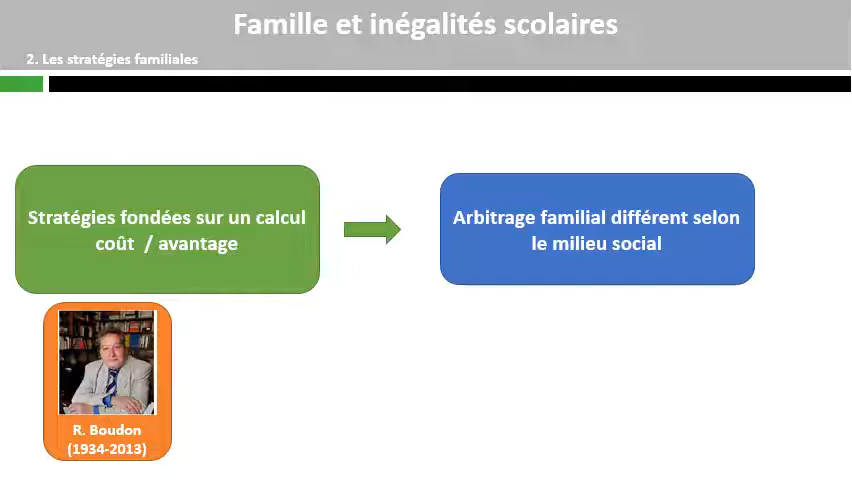 Famille et inégalités scolaires
2. Les stratégies familiales
Stratégies fondées sur un calcul
coût / avantage
Arbitrage familial différent selon
le milieu social
R. Boudon
(1934-2013)